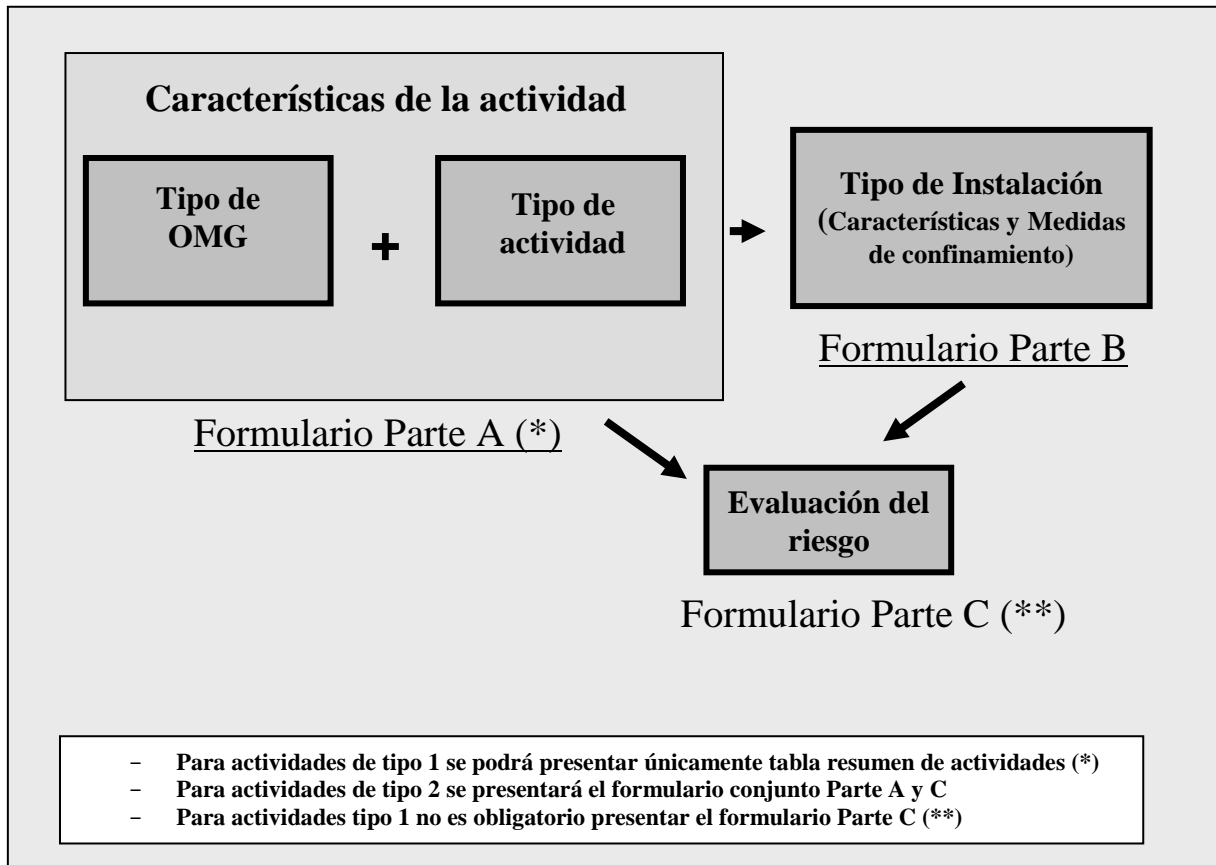 Características de la actividad
Tipo de
OMG
+
Tipo de
actividad
Tipo de Instalación
(Características y Medidas
de confinamiento)
Formulario Parte B
Formulario Parte A (*)
Evaluación del
riesgo
Formulario Parte C (**)
- Para actividades de tipo 1 se podrá presentar únicamente tabla resumen de actividades (*)
- Para actividades de tipo 2 se presentará el formulario conjunto Parte A y C
- Para actividades tipo 1 no es obligatorio presentar el formulario Parte C (**)